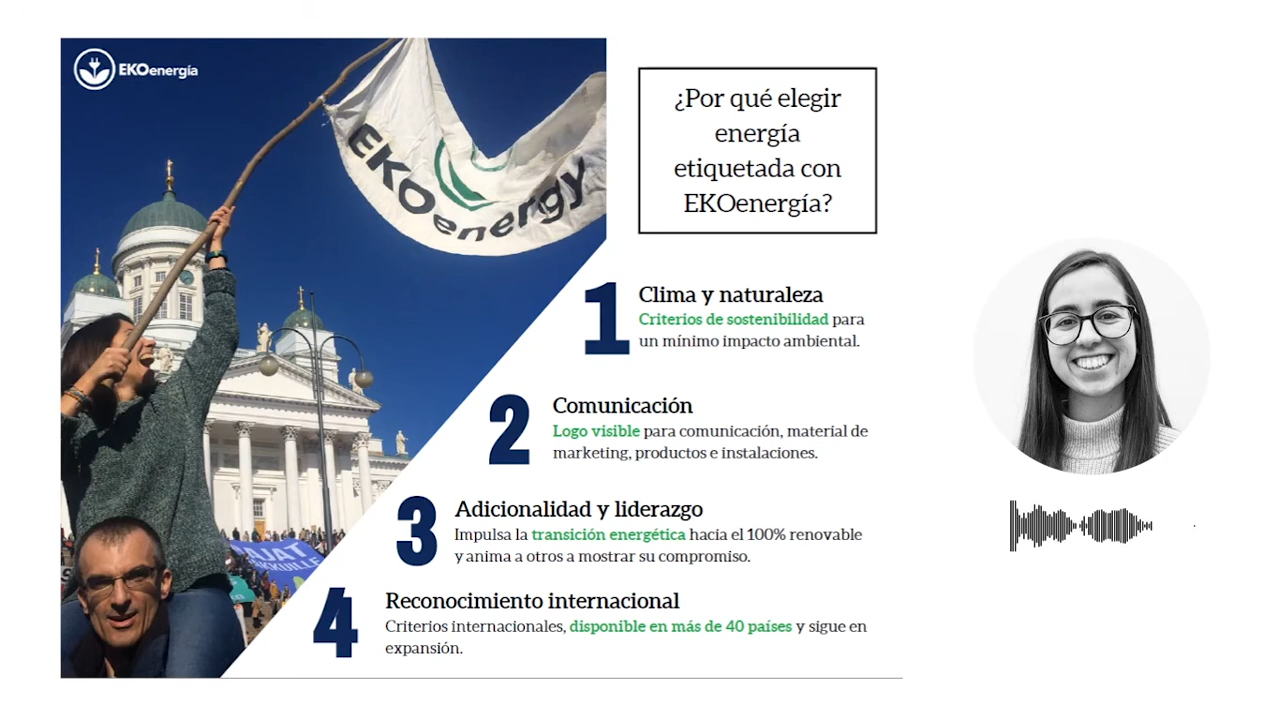 EKOenergía
EKOenergy
¿Por qué elegir
energía
etiquetada con
EKOenergía?
1
Clima y naturaleza
Criterios de sostenibilidad para
un mínimo impacto ambiental.
2
Comunicación
Logo visible para comunicación, material de
marketing, productos e instalaciones.
3
Adicionalidad y liderazgo
Impulsa la transición energética hacia el 100% renovable
y anima a otros a mostrar su compromiso.
4
Reconocimiento internacional
Criterios internacionales, disponible en más de 40 países y sigue en
expansión.